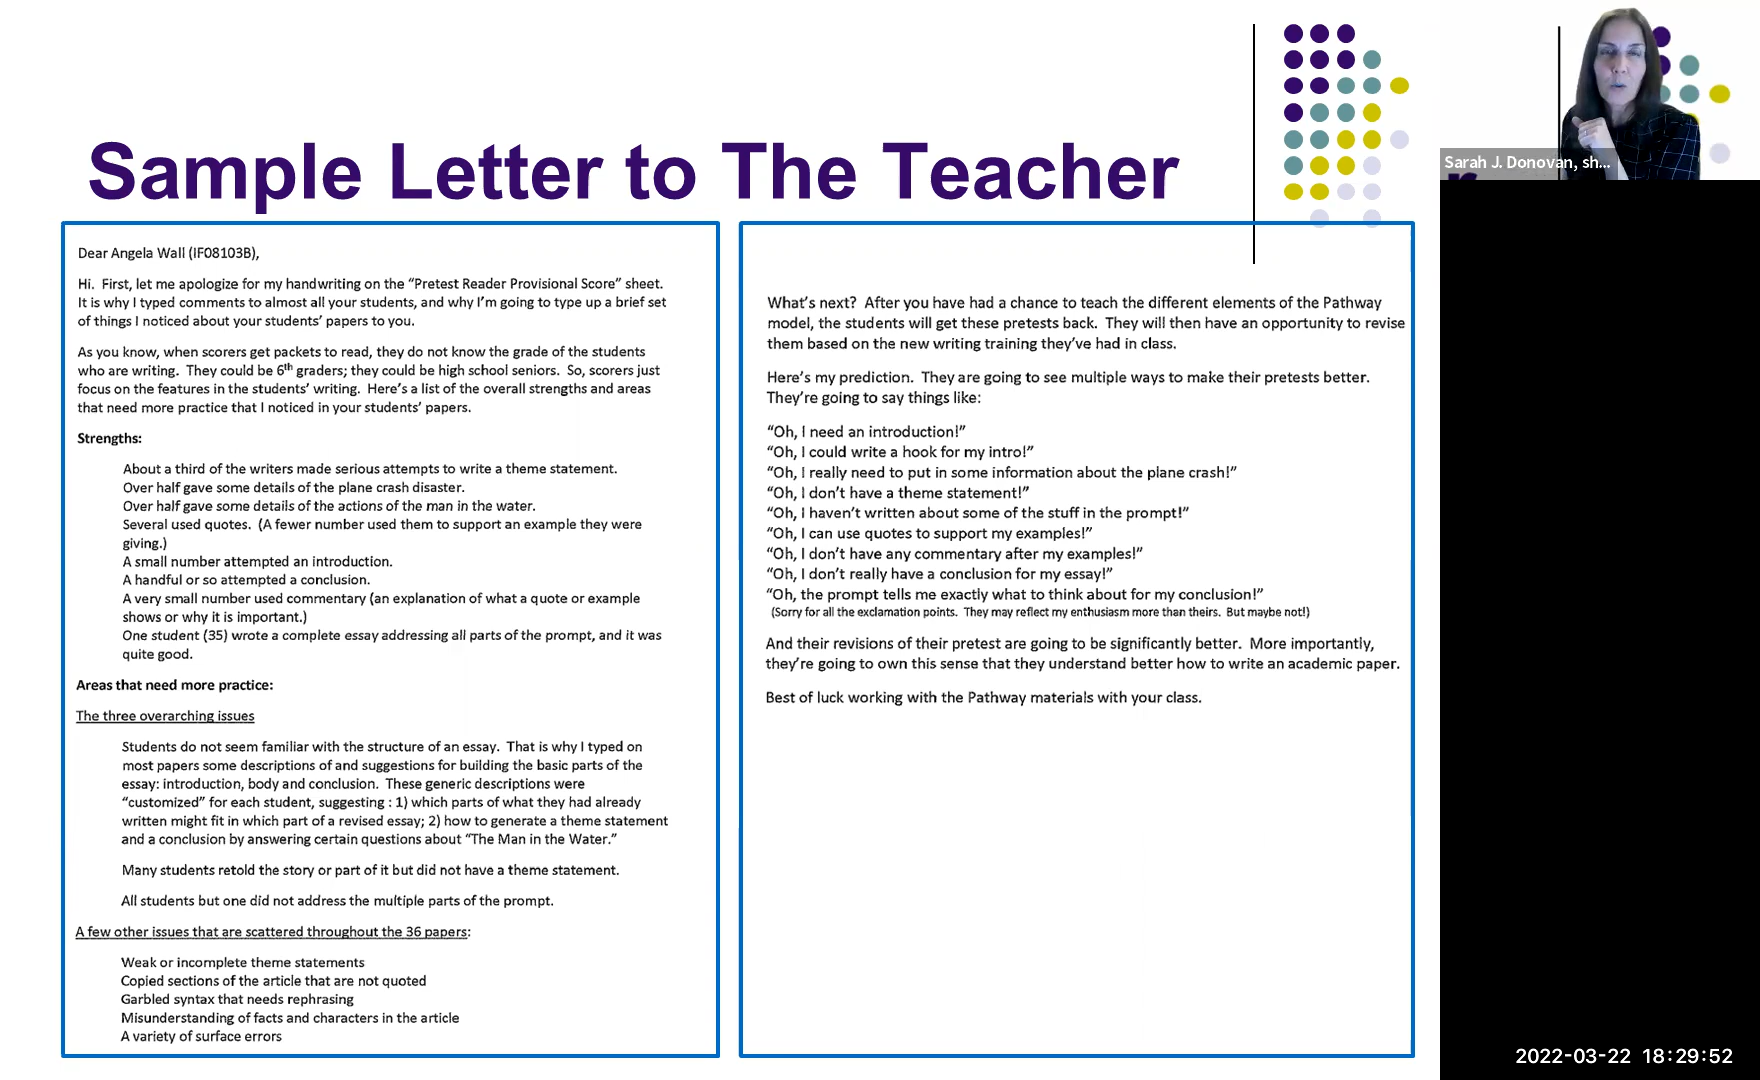 Sample Letter to The Teacher
Dear Angela Wall (IF08103B),
Hi. First, let me apologize for my handwriting on the “Pretest Reader Provisional Score” sheet.
It is why I typed comments to almost all your students, and why I’m going to type up a brief set
of things I noticed about your students’ papers to you.
As you know, when scorers get packets to read, they do not know the grade of the students
who are writing. They could be 6th graders; they could be high school seniors. So, scorers just
focus on the features in the students’ writing. Here’s a list of the overall strengths and areas
that need more practice that I noticed in your students’ papers.
Strengths:
About a third of the writers made serious attempts to write a theme statement.
Over half gave some details of the plane crash disaster.
Over half gave some details of the actions of the man in the water.
Several used quotes. (A fewer number used them to support an example they were
giving.)
A small number attempted an introduction.
A handful or so attempted a conclusion.
A very small number used commentary (an explanation of what a quote or example
shows or why it is important.)
One student (35) wrote a complete essay addressing all parts of the prompt, and it was
quite good.
Areas that need more practice:
The three overarching issues
Students do not seem familiar with the structure of an essay. That is why I typed on
most papers some descriptions of and suggestions for building the basic parts of the
essay: introduction, body and conclusion. These generic descriptions were
“customized” for each student, suggesting : 1) which parts of what they had already
written might fit in which part of a revised essay; 2) how to generate a theme statement
and a conclusion by answering certain questions about “The Man in the Water.”
Many students retold the story or part of it but did not have a theme statement.
All students but one did not address the multiple parts of the prompt.
A few other issues that are scattered throughout the 36 papers:
Weak or incomplete theme statements
Copied sections of the article that are not quoted
Garbled syntax that needs rephrasing
Misunderstanding of facts and characters in the article
A variety of surface errors
What’s next? After you have had a chance to teach the different elements of the Pathway
model, the students will get these pretests back. They will then have an opportunity to revise
them based on the new writing training they’ve had in class.
Here’s my prediction. They are going to see multiple ways to make their pretests better.
They’re going to say things like:
“Oh, I need an introduction!”
“Oh, I could write a hook for my intro!”
“Oh, I really need to put in some information about the plane crash!”
“Oh, I don’t have a theme statement!”
“Oh, I haven’t written about some of the stuff in the prompt!”
“Oh, I can use quotes to support my examples!”
“Oh, I don’t have any commentary after my examples!”
“Oh, I don’t really have a conclusion for my essay!”
“Oh, the prompt tells me exactly what to think about for my conclusion!”
(Sorry for all the exclamation points. They may reflect my enthusiasm more than theirs. But maybe not!)
And their revisions of their pretest are going to be significantly better. More importantly,
they’re going to own this sense that they understand better how to write an academic paper.
Best of luck working with the Pathway materials with your class.
Sarah J. Donovan, sh...
2022-03-22 18:29:52